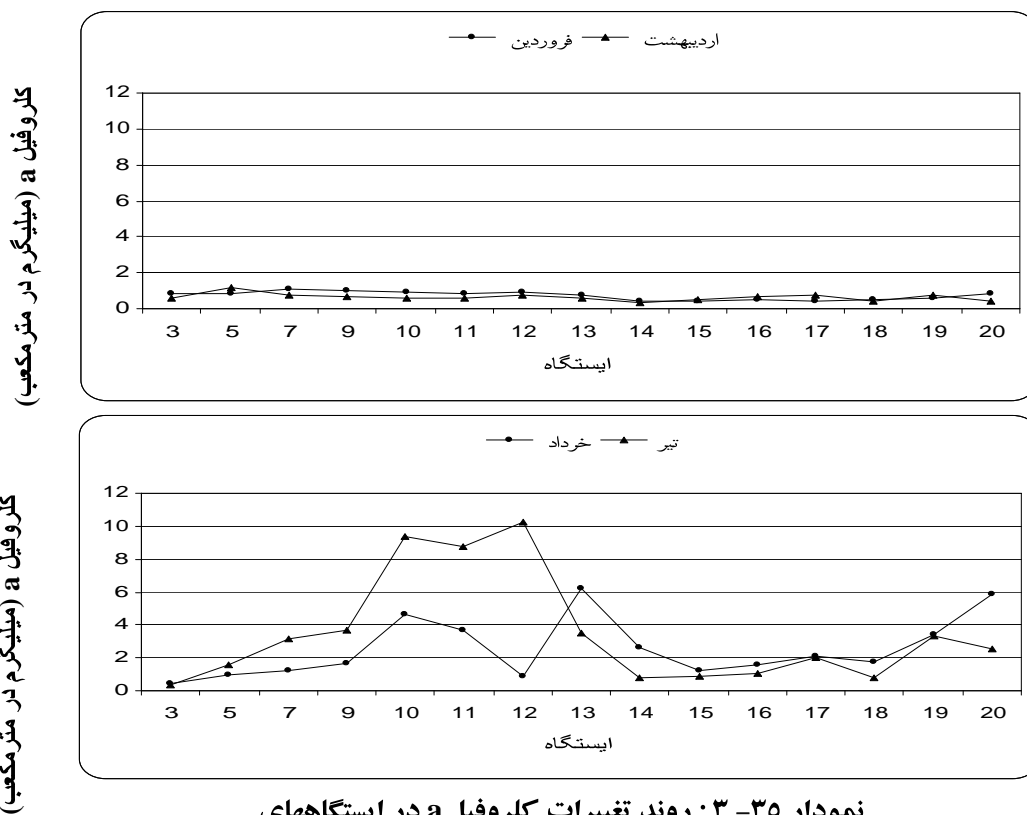 فروردین اردیبهشت
کلروفیل a (میلیگرم در مترمکعب)
12
10
8
6
4
2
0
3 5 7 9 10 11 12 13 14 15 16 17 18 19 20
ایستگاه
خرداد تیر
کلروفیل a (میلیگرم در مترمکعب)
12
10
8
6
4
2
0
3 5 7 9 10 11 12 13 14 15 16 17 18 19 20
ایستگاه
نمودار ۳۵- ۳ : روند تغییرات کلروفیل a در ایستگاههای